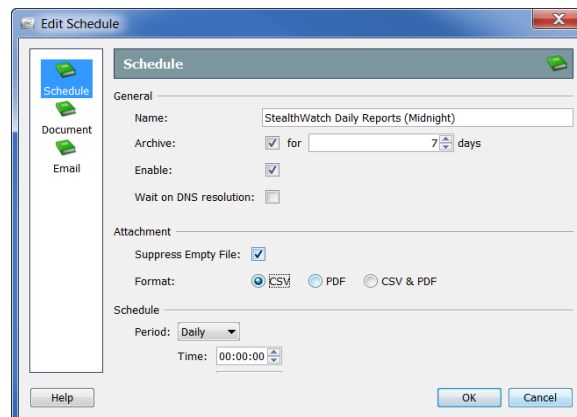 Edit Schedule
X
Schedule
Document
Email
Schedule
General
Name: StealthWatch Daily Reports (Midnight)
Archive: for 7 days
Enable:
Wait on DNS resolution:
Attachment
Suppress Empty File:
Format: CSV PDF CSV & PDF
Schedule
Period: Daily
Time: 00:00:00
Help OK Cancel